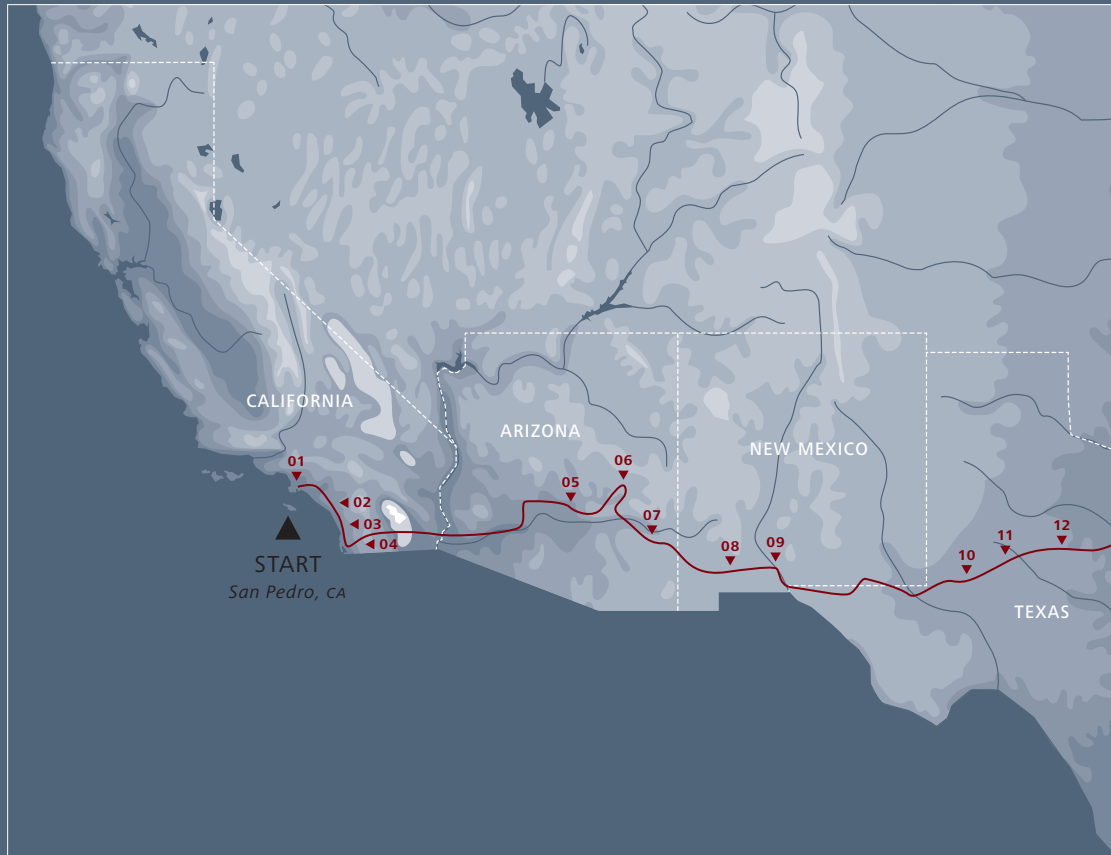 CALIFORNIA
ARIZONA
NEW MEXICO
01
02
03
04
05
06
07
08
09
10
11
12
START
San Pedro, CA
TEXAS